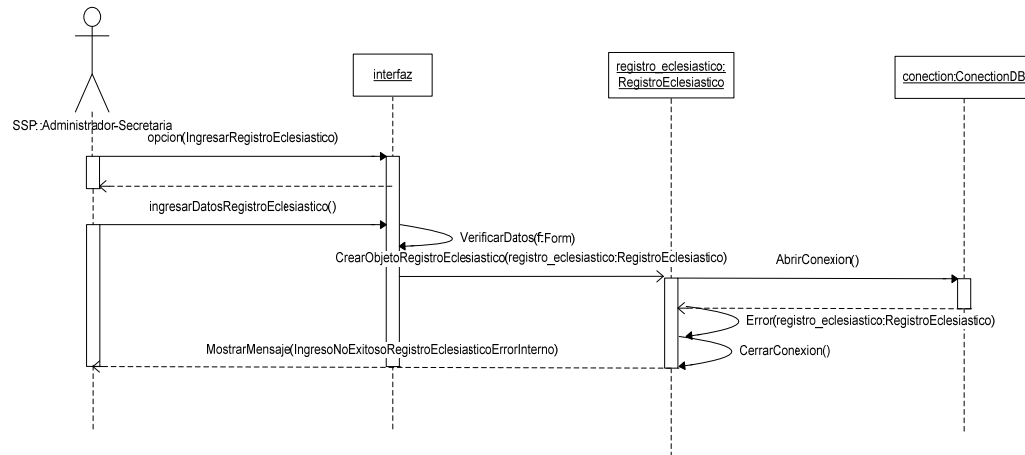 interfaz
registro_eclesiastico:
RegistroEclesiastico
conection:ConectionDB
SSP::Administrador-Secretaria
opcion(IngresarRegistroEclesiastico)
ingresarDatosRegistroEclesiastico()
VerificarDatos(f:Form)
CrearObjetoRegistroEclesiastico(registro_eclesiastico:RegistroEclesiastico)
AbrirConexion()
Error(registro_eclesiastico:RegistroEclesiastico)
MostrarMensaje(IngresoNoExitosoRegistroEclesiasticoErrorInterno)
CerrarConexion()